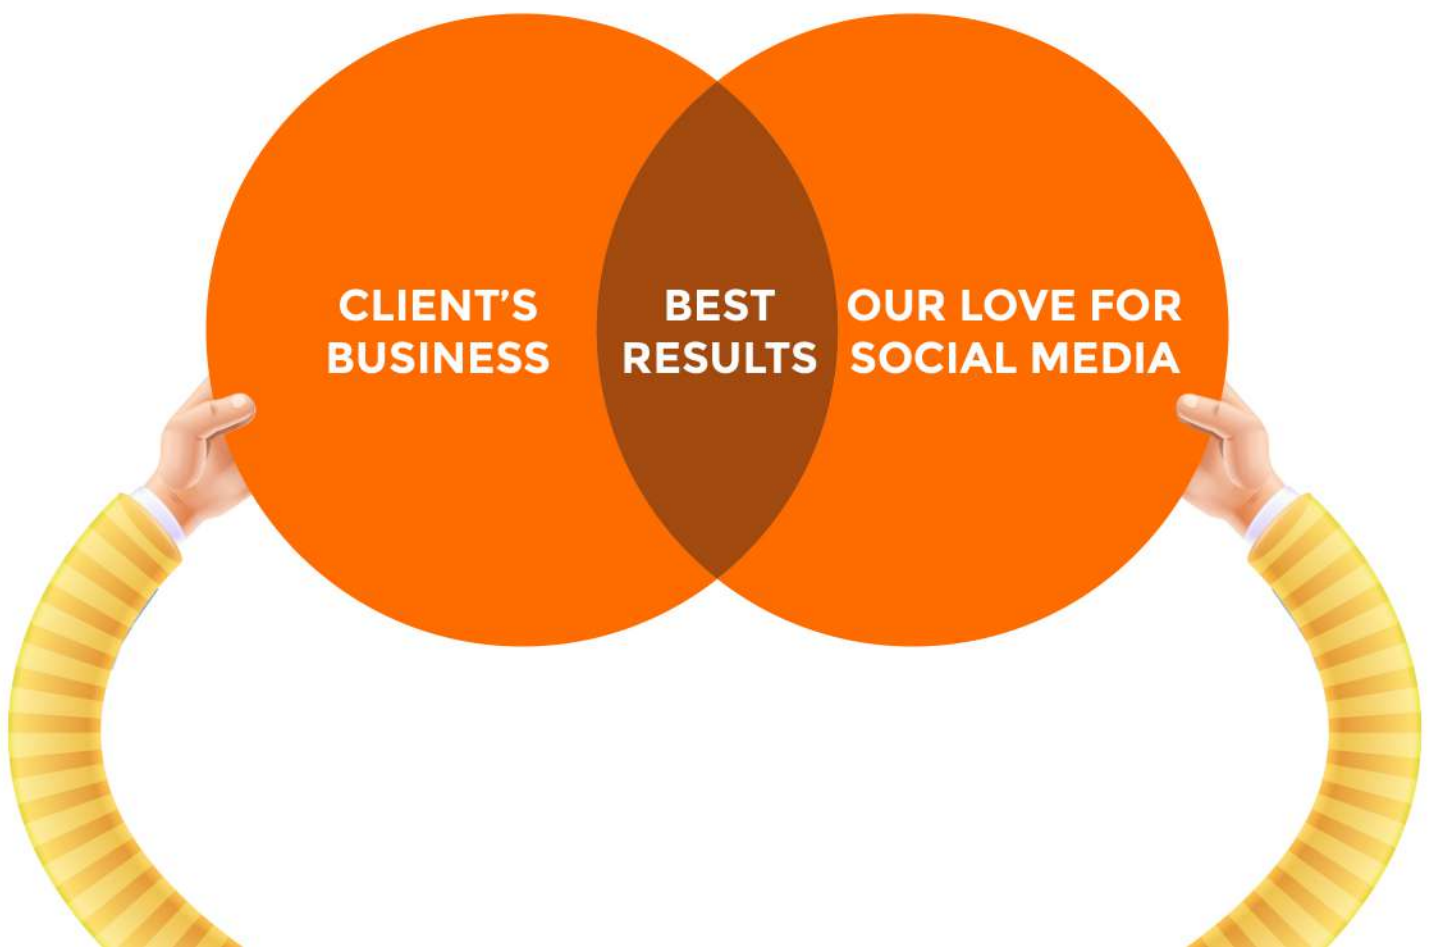 CLIENT’S
BUSINESS
BEST
RESULTS
OUR LOVE FOR
SOCIAL MEDIA